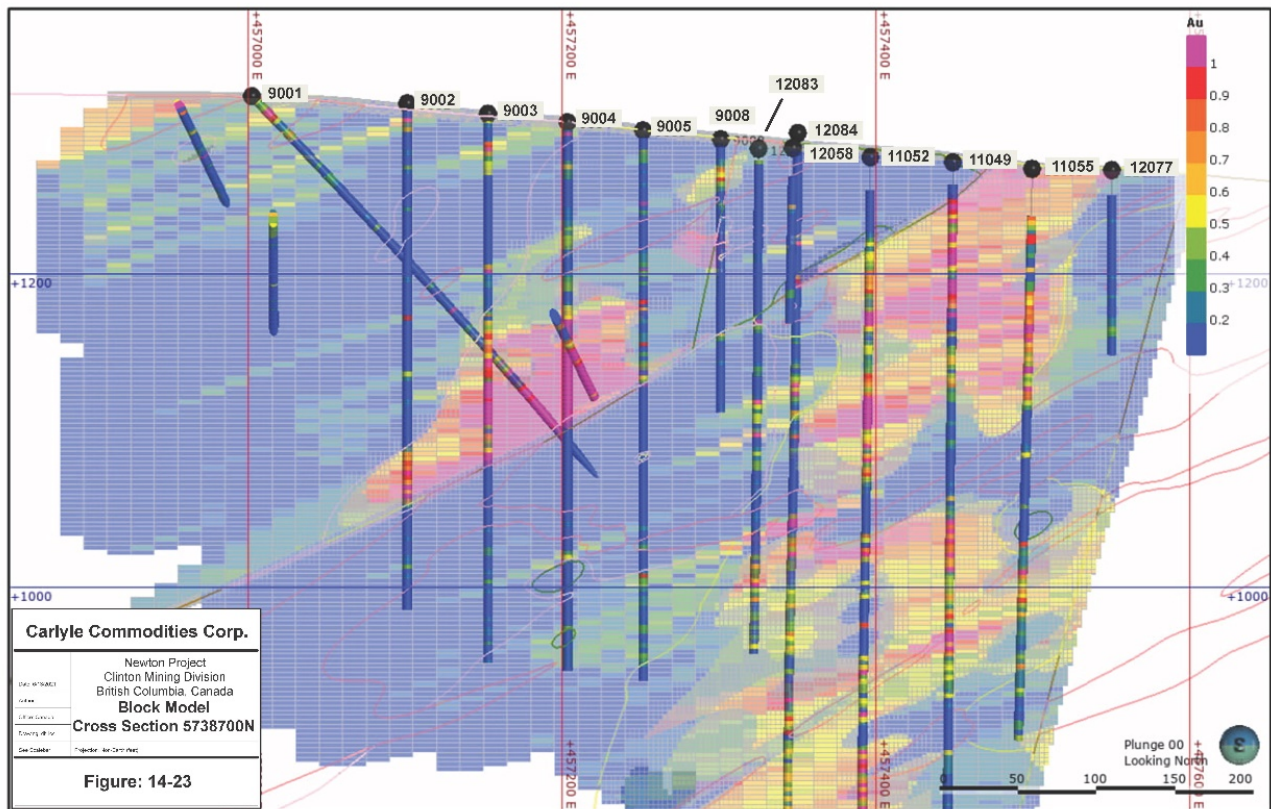 457000 E
457200 E
457400 E
Au
1
0.9
0.8
0.7
0.6
0.5
0.4
0.3
0.2
9001
9002
9003
9004
9005
9008
12083
12084
12058
11052
11049
11055
12077
+1200
+1200
+1000
+1000
Carlyle Commodities Corp.
Newton Project
Clinton Mining Division
British Columbia, Canada
Block Model
Cross Section 5738700N
Figure: 14-23
+457200 E
+457400 E
+457600 E
Plunge 00
Looking North
0 50 100 150 200